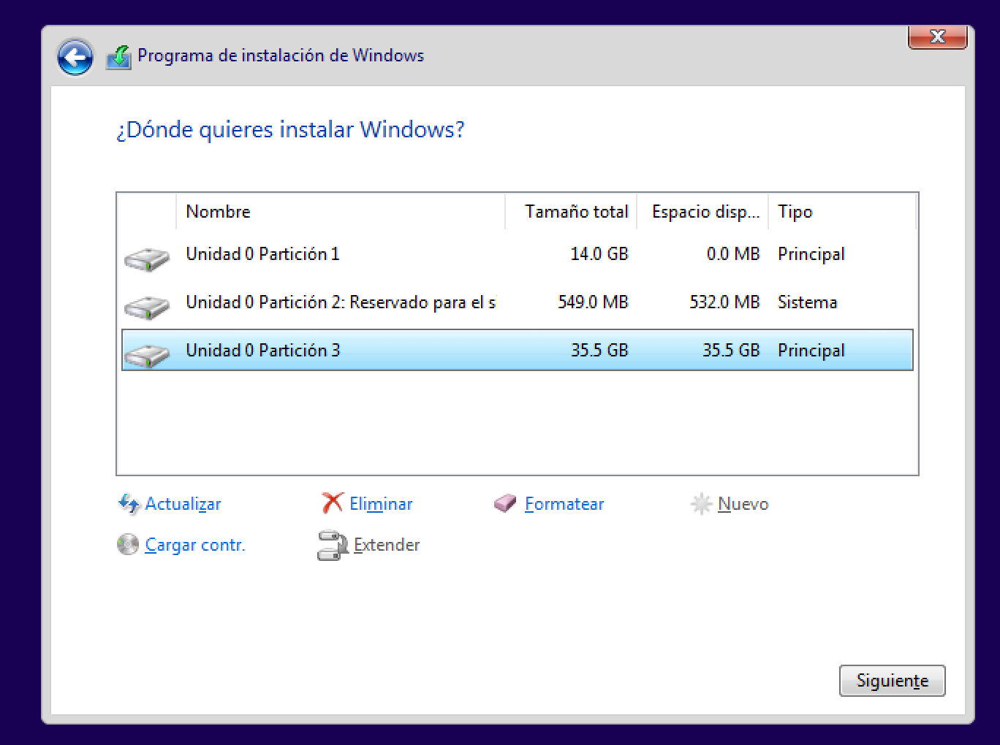 Programa de instalación de Windows
¿Dónde quieres instalar Windows?
Nombre Tamaño total Espacio disp... Tipo
Unidad 0 Partición 1 14.0 GB 0.0 MB Principal
Unidad 0 Partición 2: Reservado para el s 549.0 MB 532.0 MB Sistema
Unidad 0 Partición 3 35.5 GB 35.5 GB Principal
Actualizar Eliminar Formatear Nuevo
Cargar contr. Extender
Siguiente